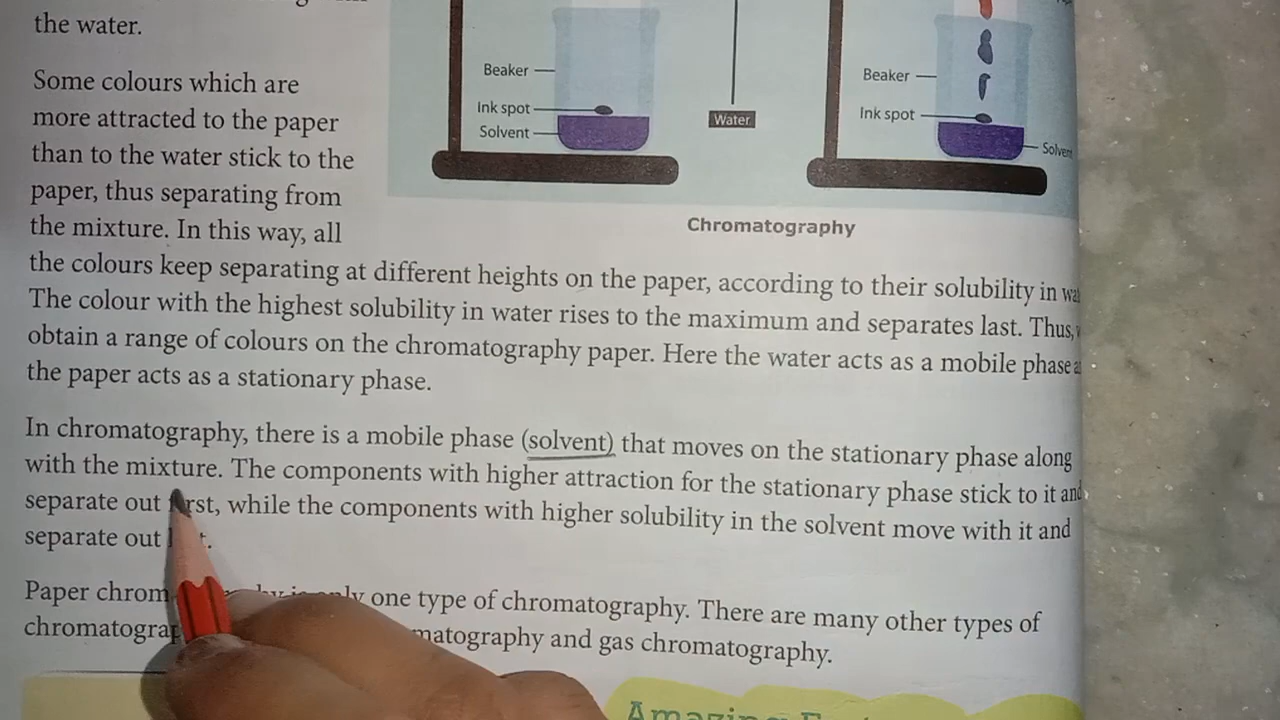 the water.
Some colours which are
more attracted to the paper
than to the water stick to the
paper, thus separating from
the mixture. In this way, all
the colours keep separating at different heights on the paper, according to their solubility in
The colour with the highest solubility in water rises to the maximum and separates last. Thus,
obtain a range of colours on the chromatography paper. Here the water acts as a mobile phase
the paper acts as a stationary phase.
Beaker
Ink spot
Solvent
Water
Beaker
Ink spot
Solvent
Chromatography
In chromatography, there is a mobile phase (solvent) that moves on the stationary phase along
with the mixture. The components with higher attraction for the stationary phase stick to it and
separate out first, while the components with higher solubility in the solvent move with it and
separate out
Paper only one type of chromatography. There are many other types of
and gas chromatography.
Amazing